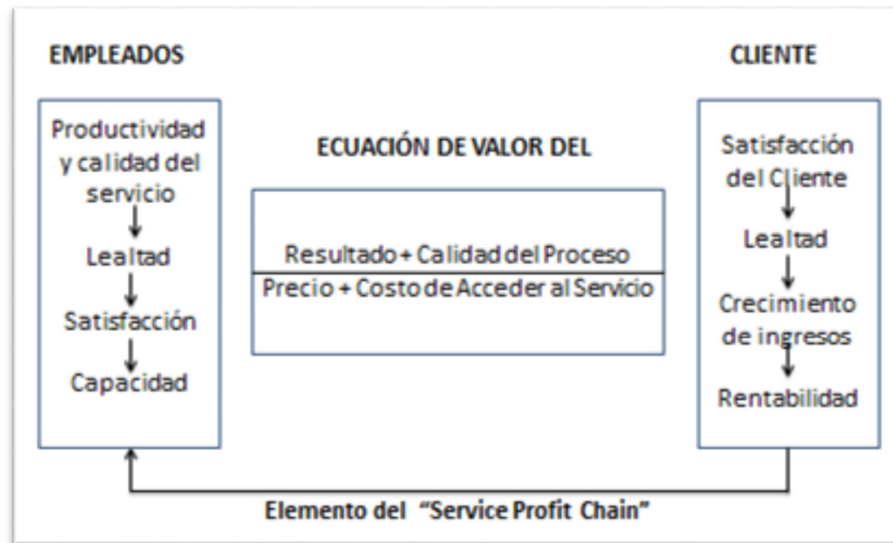 EMPLEADOS
Productividad
y calidad del
servicio
Lealtad
Satisfacción
Capacidad
ECUACIÓN DE VALOR DEL
Resultado + Calidad del Proceso
Precio + Costo de Acceder al Servicio
CLIENTE
Satisfacción
del Cliente
Lealtad
Crecimiento
de ingresos
Rentabilidad
Elemento del “Service Profit Chain”